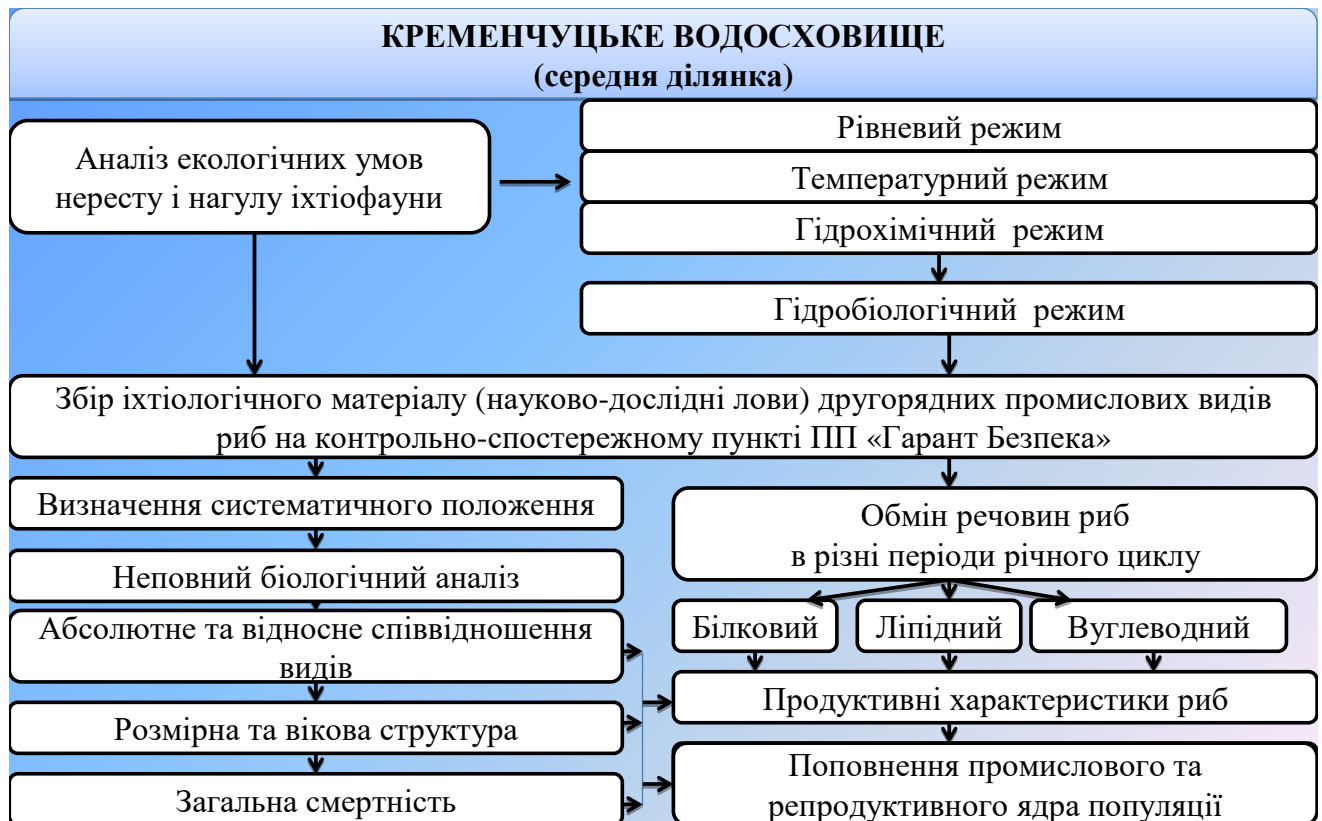 КРЕМЕНЧУЦЬКЕ ВОДОСХОВИЩЕ
(середня ділянка)
Аналіз екологічних умов
нересту і нагулу іхтіофауни
Рівневий режим
Температурний режим
Гідрохімічний режим
Гідробіологічний режим
Збір іхтіологічного матеріалу (науково-дослідні лови) другорядних промислових видів
риб на контрольно-спостережному пункті ПП «Гарант Безпека»
Визначення систематичного положення
Неповний біологічний аналіз
Абсолютне та відносне співвідношення
видів
Розмірна та вікова структура
Загальна смертність
Обмін речовин риб
в різні періоди річного циклу
Білковий
Ліпідний
Вуглеводний
Продуктивні характеристики риб
Поповнення промислового та
репродуктивного ядра популяції